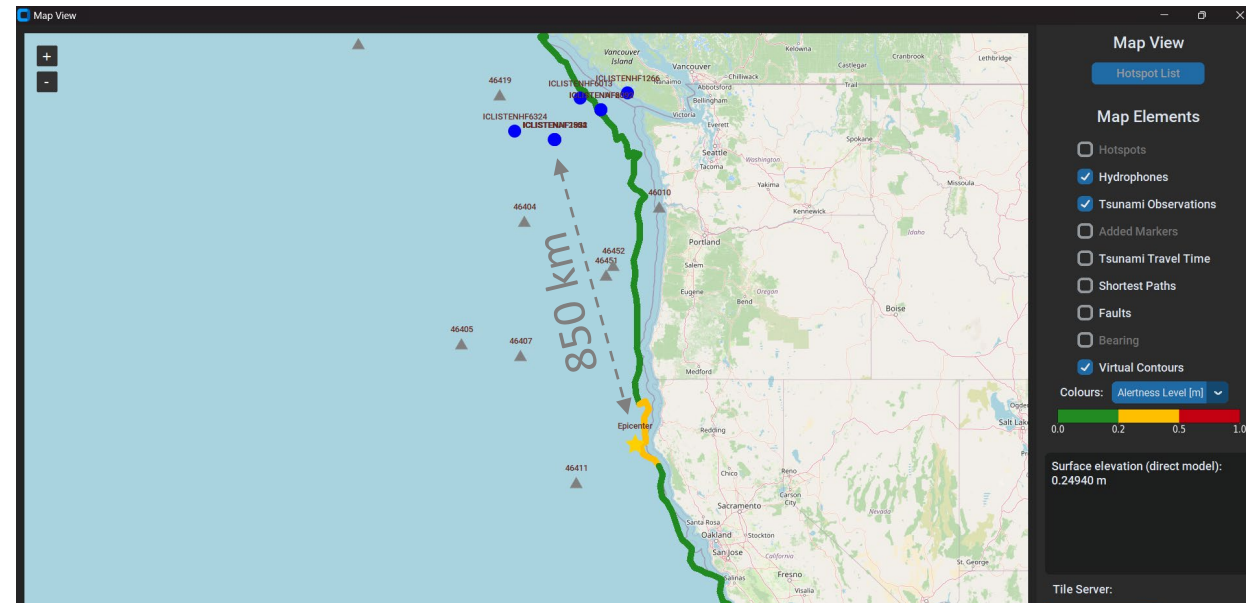 Map View
+
-
Vancouver
Island
Vancouver
Kelowna
Castlegar
Cranbrook
Lethbridge
Chilliwack
Abbotsford
Trail
Bellingham
Victoria
Everett
Seattle
Tacoma
Spokane
Washington
Yakima
Missoula
Kennewick
46419
ICLISTENHF1266
ICLISTENHF6013
ICLISTENHF6324
46010
46404
46452
46451
850 km
Portland
Salem
Idaho
Eugene
Oregon
Bend
Boise
46405
46407
Medford
Epicenter
Redding
Salt Lake
46411
Chico
Reno
Carson
City
Nevada
Sacramento
Santa Rosa
Oakland
Stockton
San Jose
California
St. George
Salinas
Fresno
Visalia
Map View
Hotspot List
Map Elements
Hotspots
Hydrophones
Tsunami Observations
Added Markers
Tsunami Travel Time
Shortest Paths
Faults
Bearing
Virtual Contours
Colours: Alertness Level [m]
0.0 0.2 0.5 1.0
Surface elevation (direct model):
0.24940 m
Tile Server: